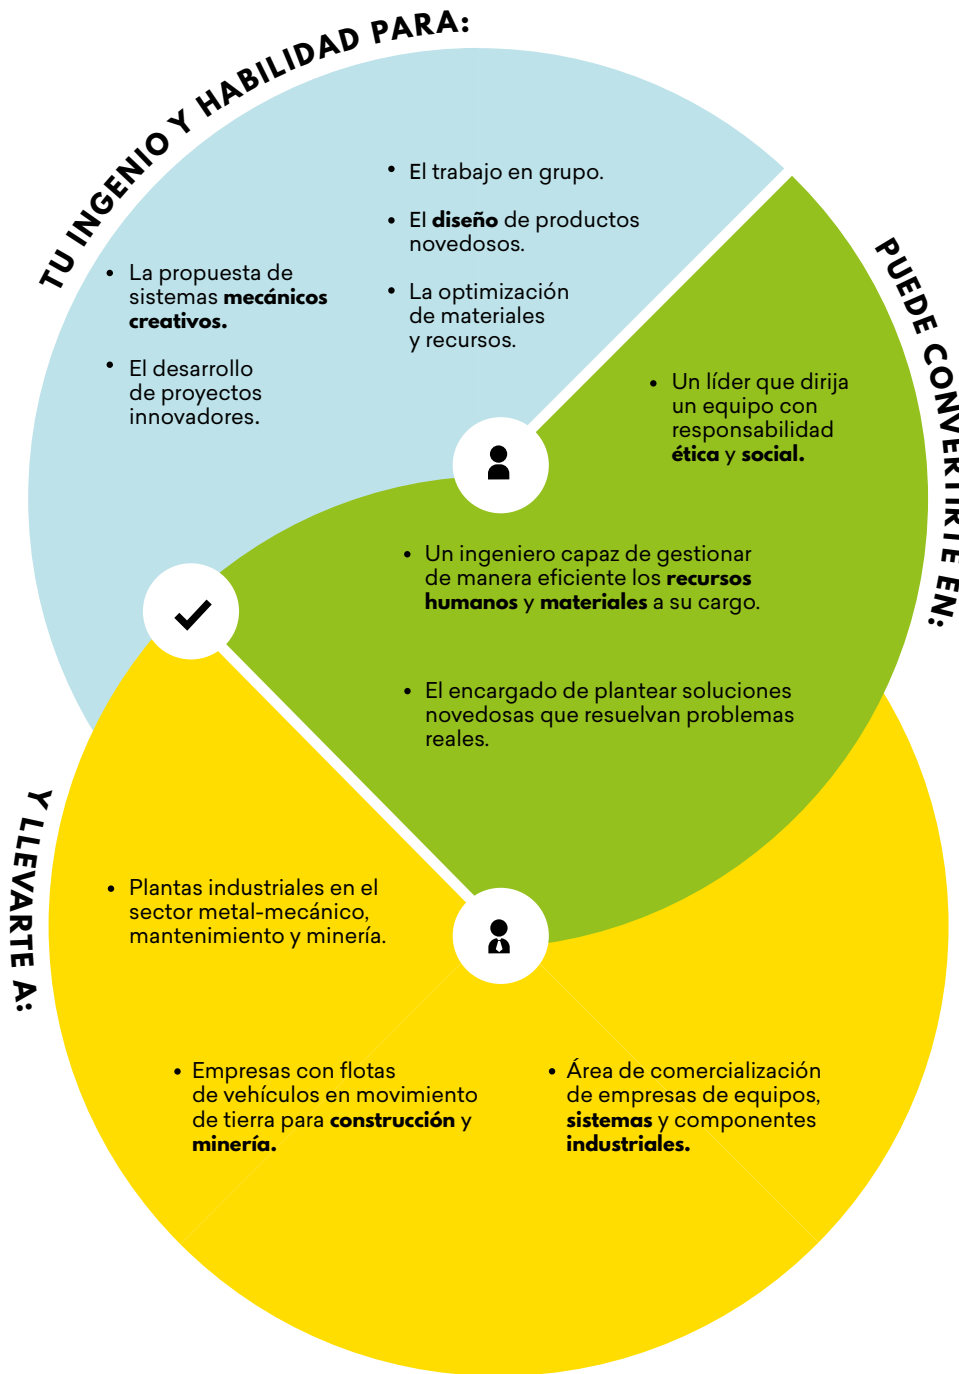 TU INGENIO Y HABILIDAD PARA:
• La propuesta de
sistemas mecánicos
creativos.
• El desarrollo
de proyectos
innovadores.
• El trabajo en grupo.
• El diseño de productos
novedosos.
• La optimización
de materiales
y recursos.
PUEDE CONVERTIRTE EN:
• Un líder que dirija
un equipo con
responsabilidad
ética y social.
• Un ingeniero capaz de gestionar
de manera eficiente los recursos
humanos y materiales a su cargo.
• El encargado de plantear soluciones
novedosas que resuelvan problemas
reales.
Y LLEVARTE A:
• Plantas industriales en el
sector metal-mecánico,
mantenimiento y minería.
• Empresas con flotas
de vehículos en movimiento
de tierra para construcción y
minería.
• Área de comercialización
de empresas de equipos,
sistemas y componentes
industriales.